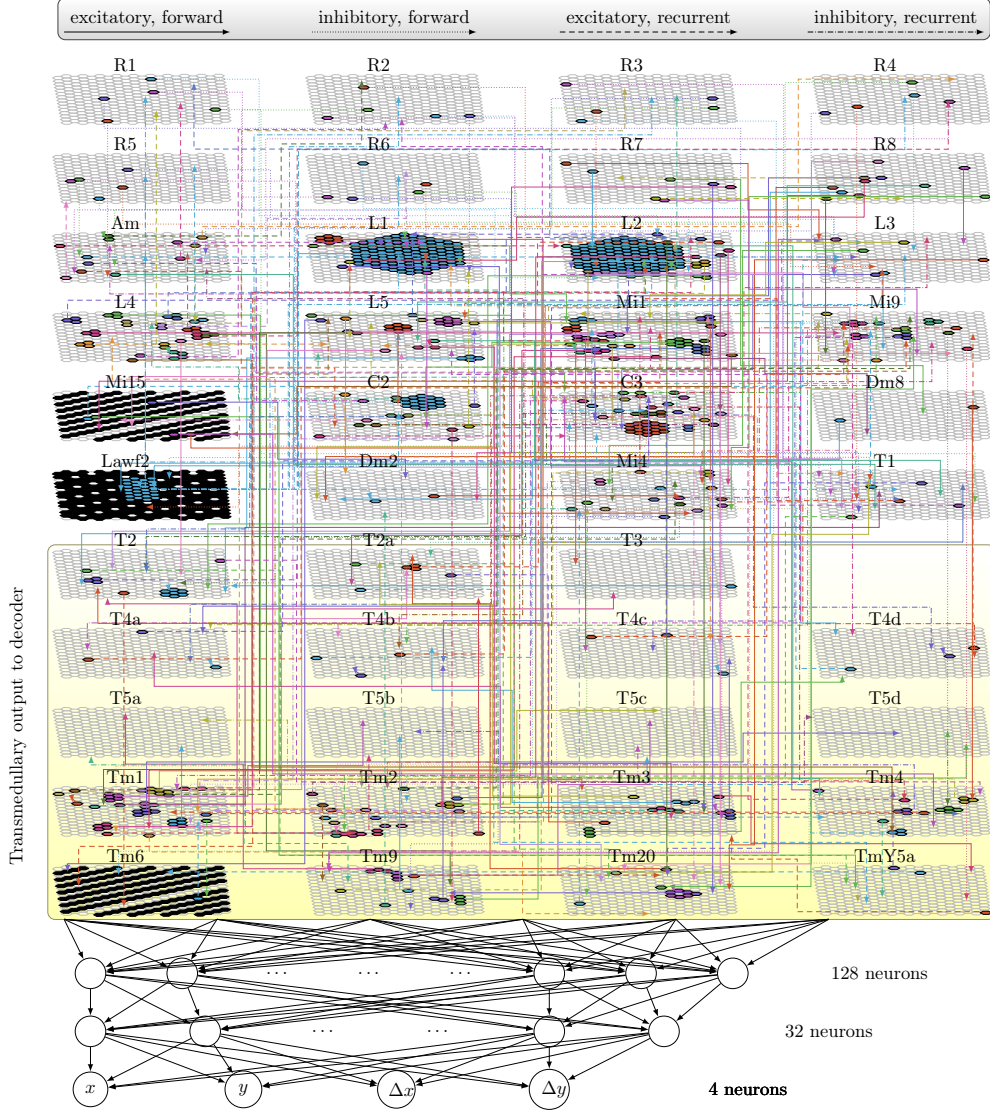 excitatory, forward inhibitory, forward excitatory, recurrent inhibitory, recurrent
R1 R2 R3 R4
R5 R6 R7 R8
Am L1 L2 L3
L4 L5 Mi1 Mi9
Mi15 C2 C3 Dm8
Lawf2 Dm2 Mi4 T1
T2 T2a T3
T4a T4b T4c T4d
T5a T5b T5c T5d
Tm1 Tm2 Tm3 Tm4
Tm6 Tm9 Tm20 TmY5a
Transmedullary output to decoder
· · · · · · · · · 128 neurons
· · · · · · 32 neurons
x y Δx Δy 4 neurons